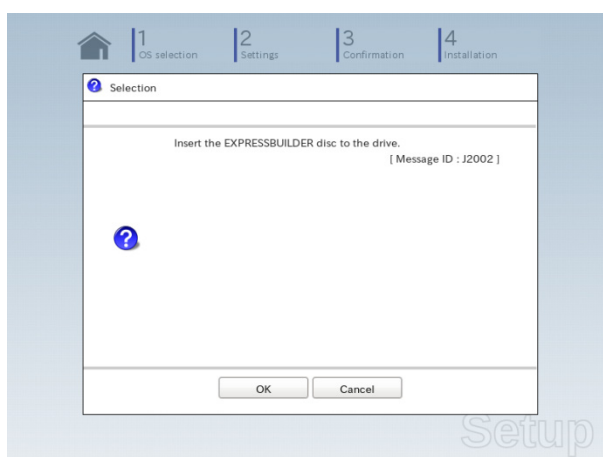 1
OS selection
2
Settings
3
Confirmation
4
Installation
Selection
Insert the EXPRESSBUILDER disc to the drive.
[ Message ID : J2002 ]
OK
Cancel
Setup